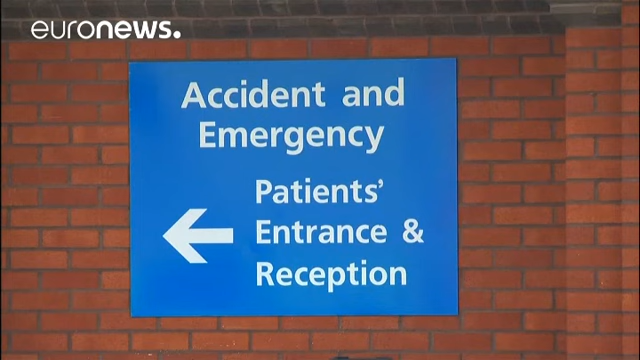 euronews.
Accident and
Emergency
Patients'
Entrance &
Reception